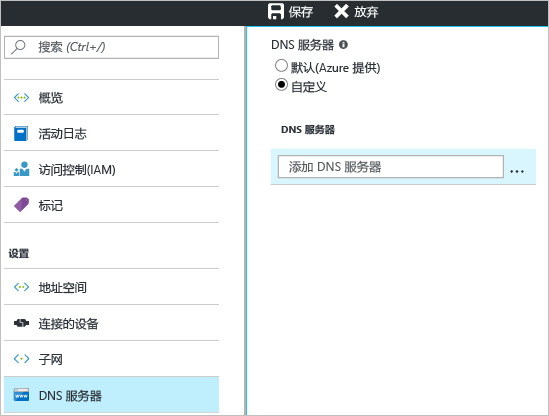 保存 放弃
搜索 (Ctrl+/)
概览
活动日志
访问控制(IAM)
标记
设置
地址空间
连接的设备
子网
DNS 服务器
DNS 服务器
默认(Azure 提供)
自定义
DNS 服务器
添加 DNS 服务器
...